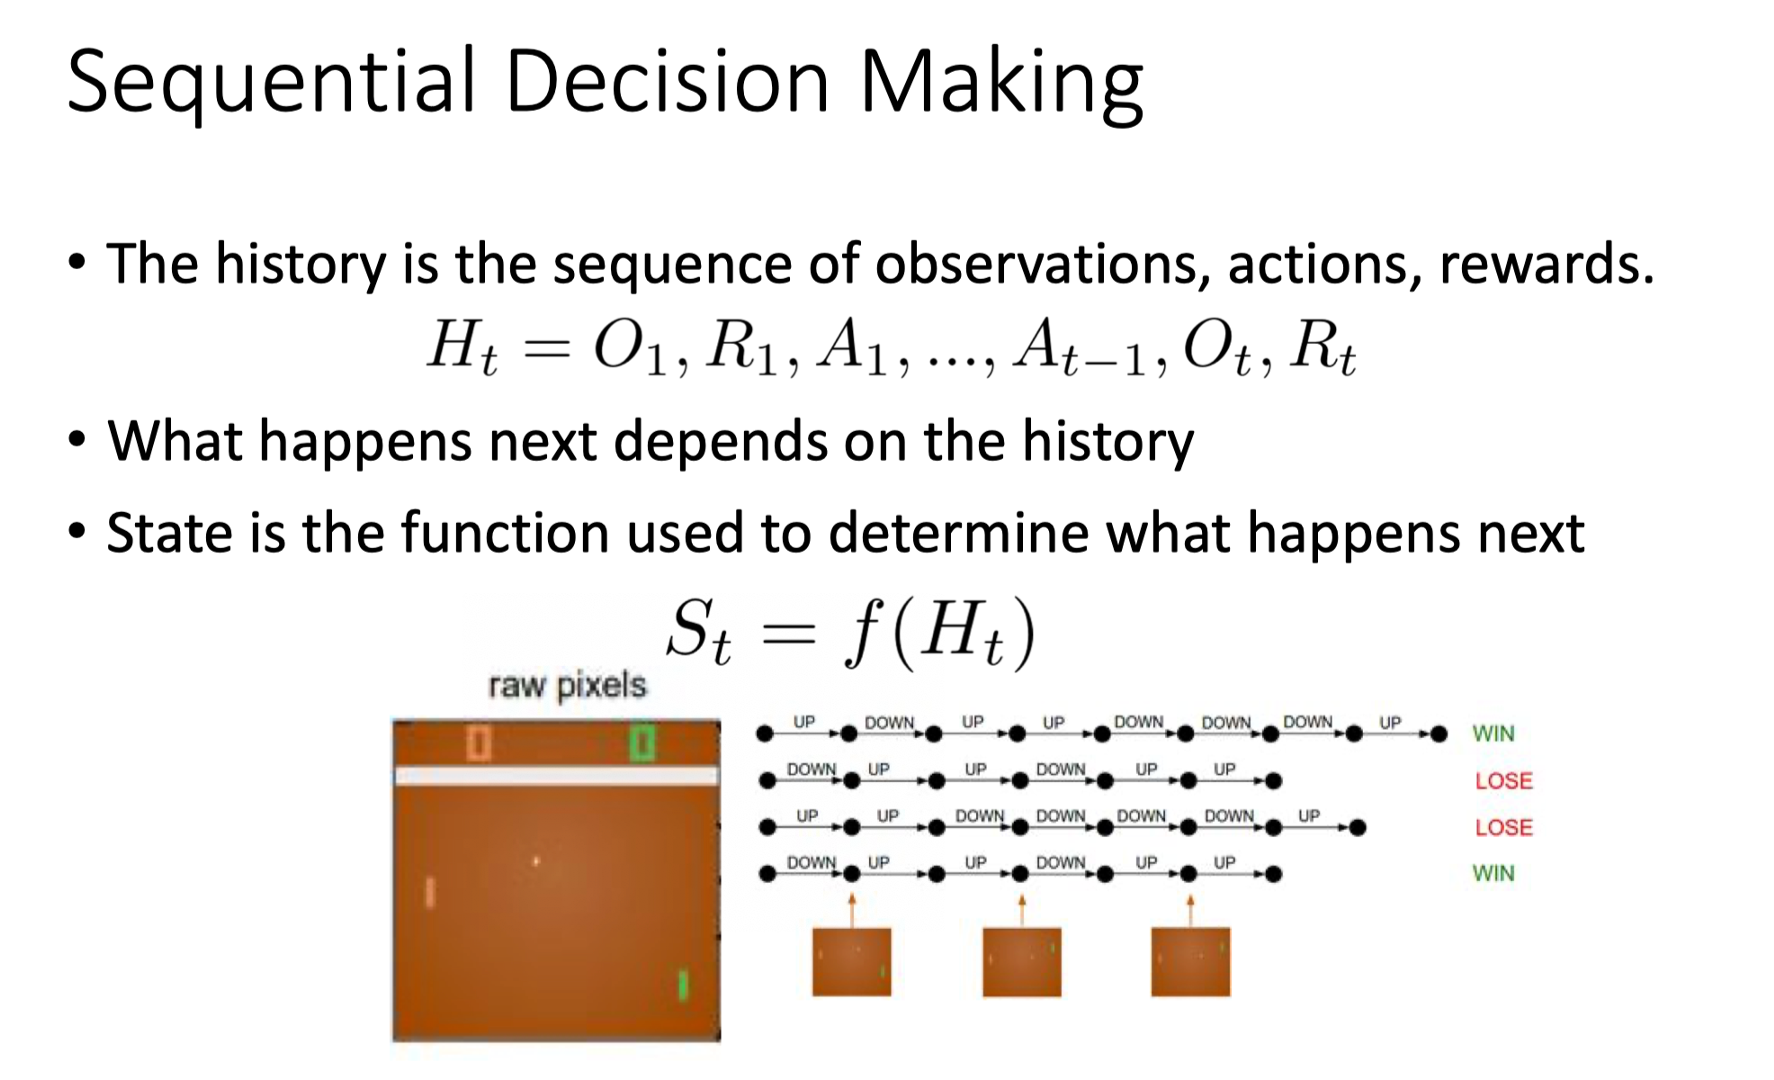 Sequential Decision Making
• The history is the sequence of observations, actions, rewards.
H_t = O_1, R_1, A_1, ..., A_{t-1}, O_t, R_t
• What happens next depends on the history
• State is the function used to determine what happens next
S_t = f(H_t)
raw pixels
0 0
UP DOWN UP UP DOWN DOWN DOWN UP WIN
DOWN UP UP DOWN UP UP LOSE
UP UP DOWN DOWN DOWN DOWN UP LOSE
DOWN UP UP DOWN UP UP WIN